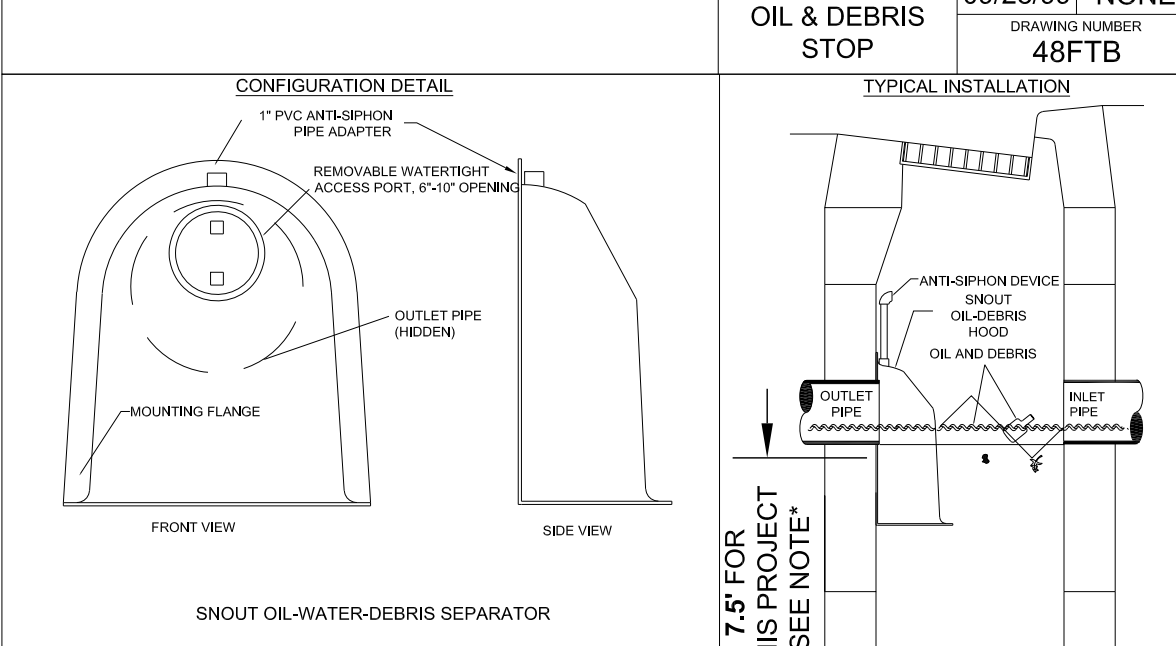 OIL & DEBRIS
STOP
NONE
DRAWING NUMBER
48FTB
CONFIGURATION DETAIL
1" PVC ANTI-SIPHON
PIPE ADAPTER
REMOVABLE WATERTIGHT
ACCESS PORT, 6"-10" OPENING
OUTLET PIPE
(HIDDEN)
MOUNTING FLANGE
FRONT VIEW
SIDE VIEW
SNOUT OIL-WATER-DEBRIS SEPARATOR
TYPICAL INSTALLATION
ANTI-SIPHON DEVICE
SNOUT
OIL-DEBRIS
HOOD
OIL AND DEBRIS
OUTLET
PIPE
INLET
PIPE
7.5' FOR
IS PROJECT
SEE NOTE*